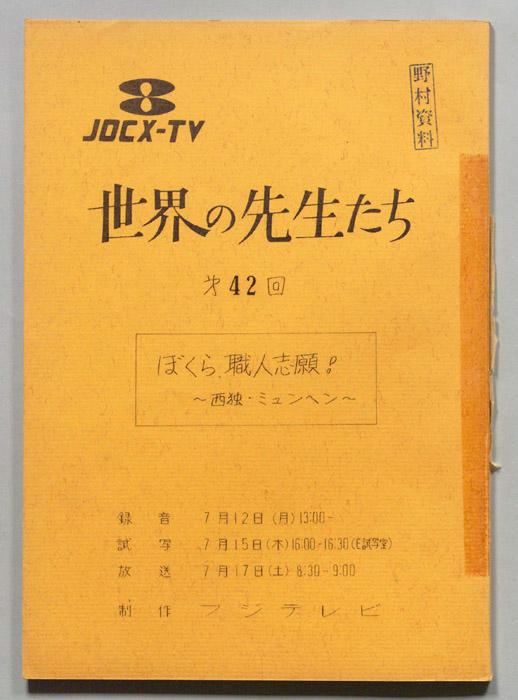 JOCX-TV
野村資料
世界の先生たち
第42回
ぼくら、職人志願!
〜西独・ミュンヘン〜
録音 7月12日(月)13:00-
試写 7月15日(木)16:00-16:30(E試写室)
放送 7月17日(土)8:30-9:00
制作 フジテレビ